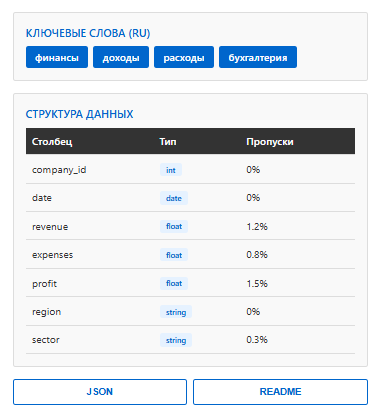 КЛЮЧЕВЫЕ СЛОВА (RU)
финансы доходы расходы бухгалтерия
СТРУКТУРА ДАННЫХ
Столбец Тип Пропуски
company_id int 0%
date date 0%
revenue float 1.2%
expenses float 0.8%
profit float 1.5%
region string 0%
sector string 0.3%
JSON README